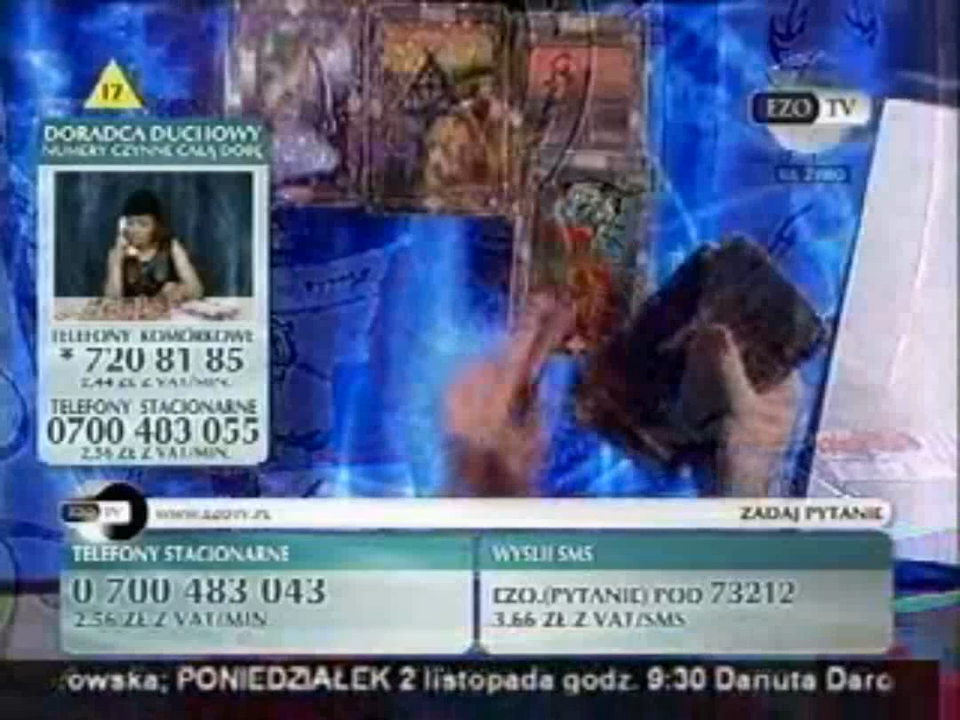 12
EZO TV
NA ŻYWO
DORADCA DUCHOWY
NUMERY CZYNNE CAŁĄ DOBĘ
TELEFONY KOMÓRKOWE
* 720 81 85
2,44 ZŁ Z VAT/MIN.
TELEFONY STACJONARNE
0700 483 055
2,56 ZŁ Z VAT/MIN.
EZO TV
WWW.EZOTV.PL
ZADAJ PYTANIE
TELEFONY STACJONARNE
0 700 483 043
2.56 ZŁ Z VAT/MIN
WYŚLIJ SMS
EZO.(PYTANIE) POD 73212
3.66 ZŁ Z VAT/SMS
owska; PONIEDZIAŁEK 2 listopada godz. 9:30 Danuta Daro